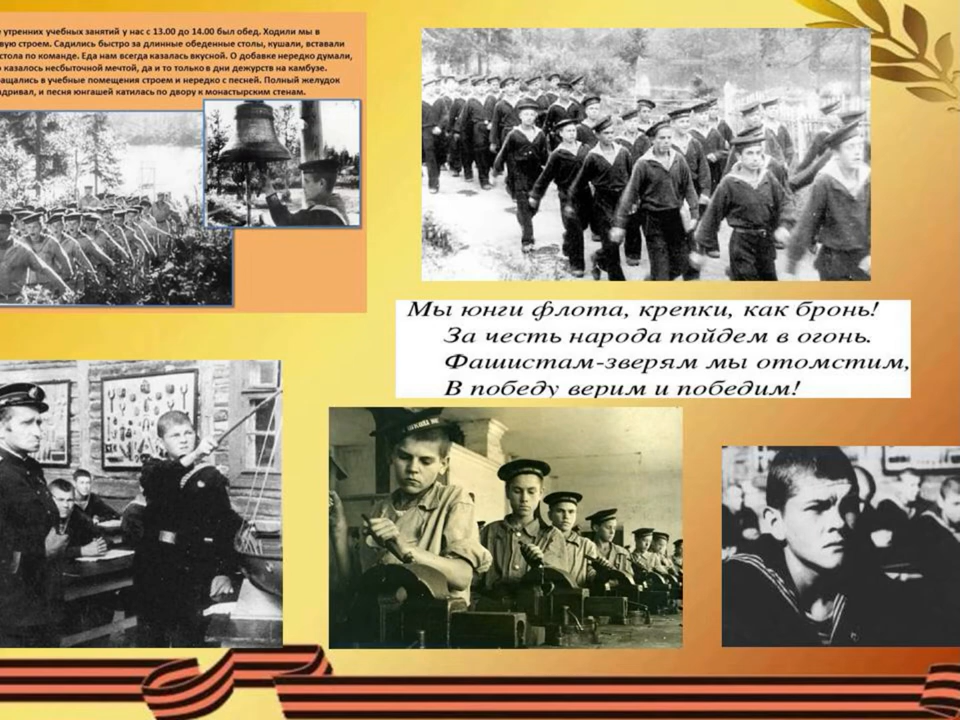 утренних учебных занятий у нас с 13.00 до 14.00 был обед. Ходили мы в
строем. Садились быстро за длинные обеденные столы, кушали, вставали
стола по команде. Еда нам всегда казалась вкусной. О добавке нередко думали,
казалось несбыточной мечтой, да и то только в дни дежурств на камбузе.
в учебные помещения строем и нередко с песней. Полный желудок
и песня юнгашей катилась по двору к монастырским стенам.
Мы юнги флота, крепки, как бронь!
За честь народа пойдем в огонь.
Фашистам-зверям мы отомстим,
В победу верим и победим!